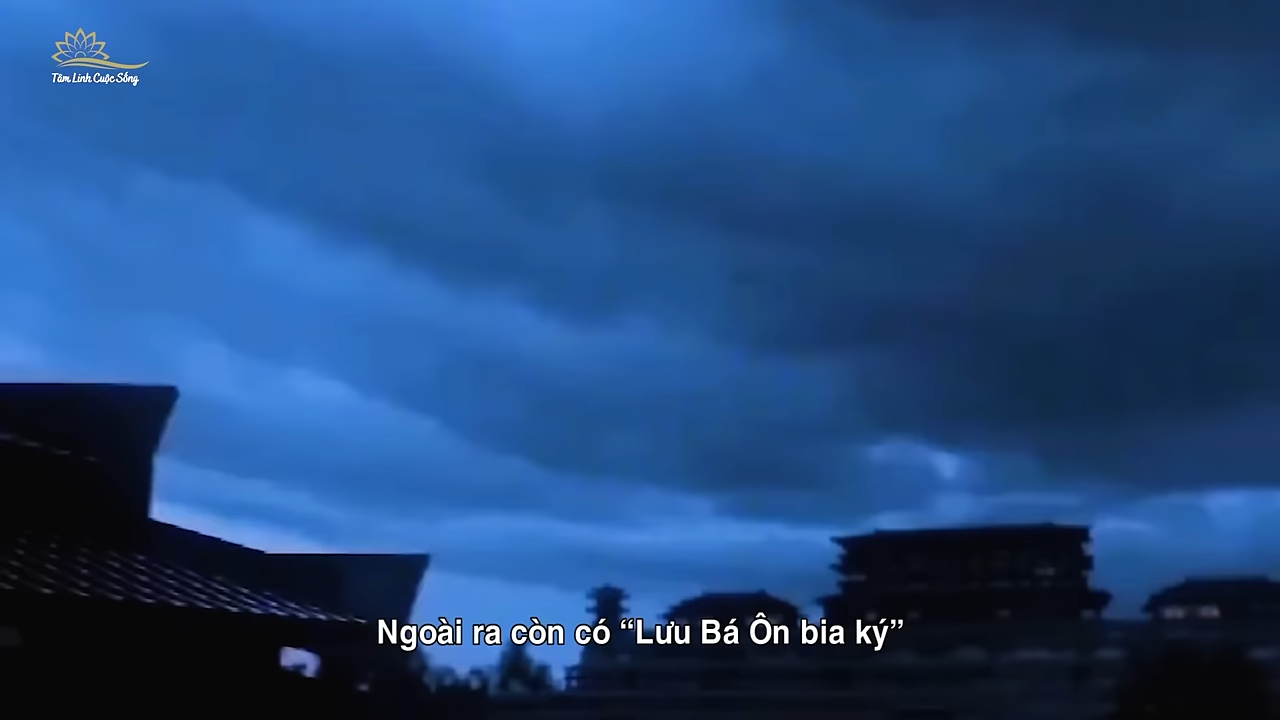 Tâm Linh Cuộc Sống
Ngoài ra còn có “Lưu Bá Ôn bia ký”